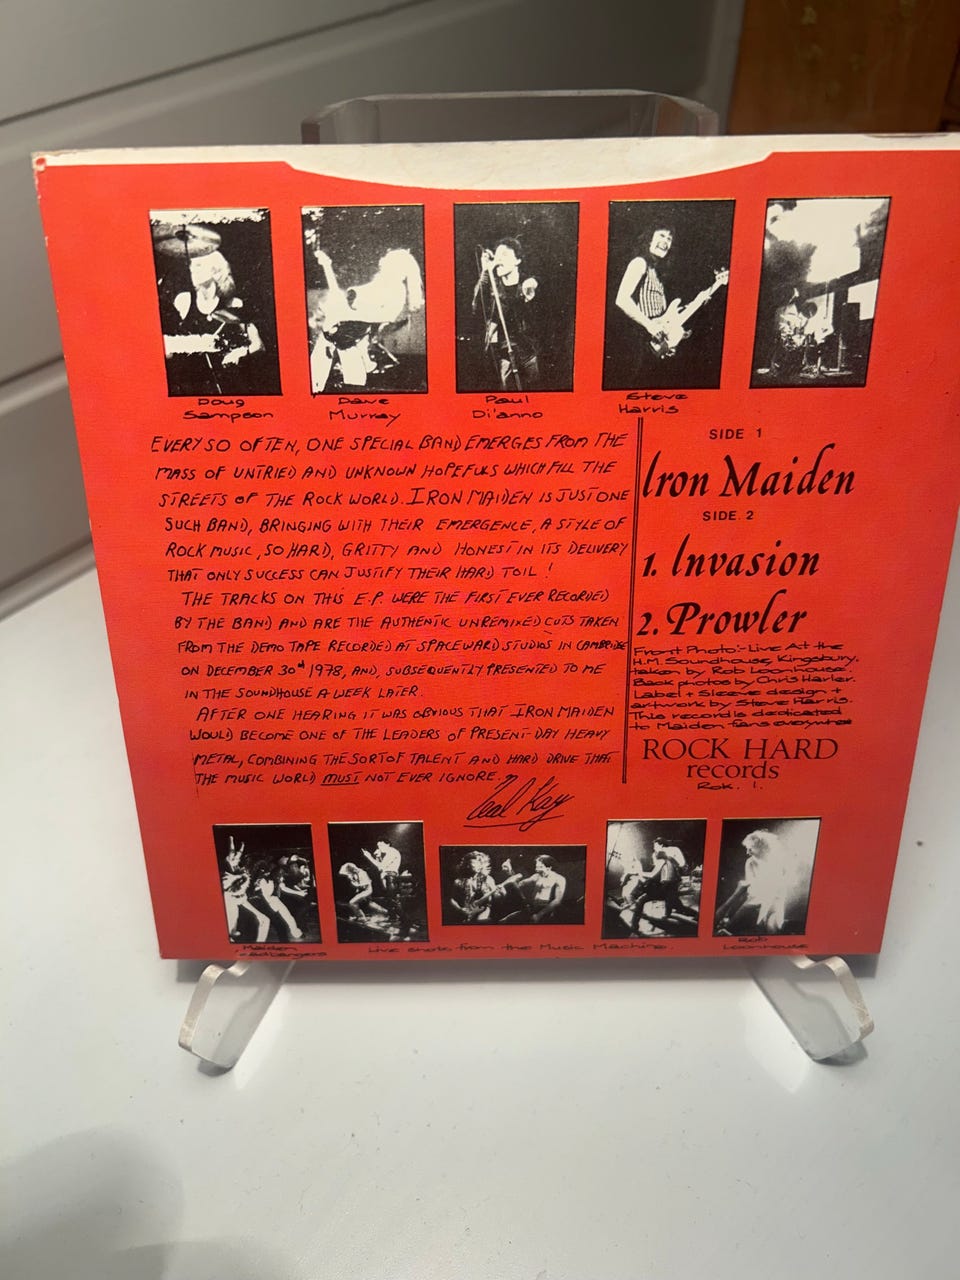 Doug
Sampson
Dave
Murray
Paul
Di'anno
Steve
Harris
EVERY SO OFTEN, ONE SPECIAL BAND EMERGES FROM THE
MASS OF UNTRIED AND UNKNOWN HOPEFULS WHICH FILL THE
STREETS OF THE ROCK WORLD. IRON MAIDEN IS JUST ONE
SUCH BAND, BRINGING WITH THEIR EMERGENCE, A STYLE OF
ROCK MUSIC, SO HARD, GRITTY AND HONEST IN ITS DELIVERY
THAT ONLY SUCCESS CAN JUSTIFY THEIR HARD TOIL !
THE TRACKS ON THIS E.P. WERE THE FIRST EVER RECORDED
BY THE BAND AND ARE THE AUTHENTIC UNREMIXED CUTS TAKEN
FROM THE DEMO TAPE RECORDED AT SPACEWARD STUDIOS IN CAMBRIDGE
ON DECEMBER 30th 1978, AND, SUBSEQUENTLY PRESENTED TO ME
IN THE SOUNDHOUSE A WEEK LATER.
AFTER ONE HEARING IT WAS OBVIOUS THAT IRON MAIDEN
WOULD BECOME ONE OF THE LEADERS OF PRESENT-DAY HEAVY
METAL, COMBINING THE SORT OF TALENT AND HARD DRIVE THAT
THE MUSIC WORLD MUST NOT EVER IGNORE."
Neal Kay
SIDE 1
Iron Maiden
SIDE 2
1. Invasion
2. Prowler
Front Photo:- Live At the
H.M. Soundhouse, Kingsbury.
taken by Rob Loonhouse.
Back photos by Chris Harler.
Label + Sleeve design +
artwork by Steve Harris.
This record is dedicated
to Maiden fans everywhere
ROCK HARD
records
Rok. 1.
Maiden
Headbangers
Live shots from the Music Machine.
Rob
Loonhouse